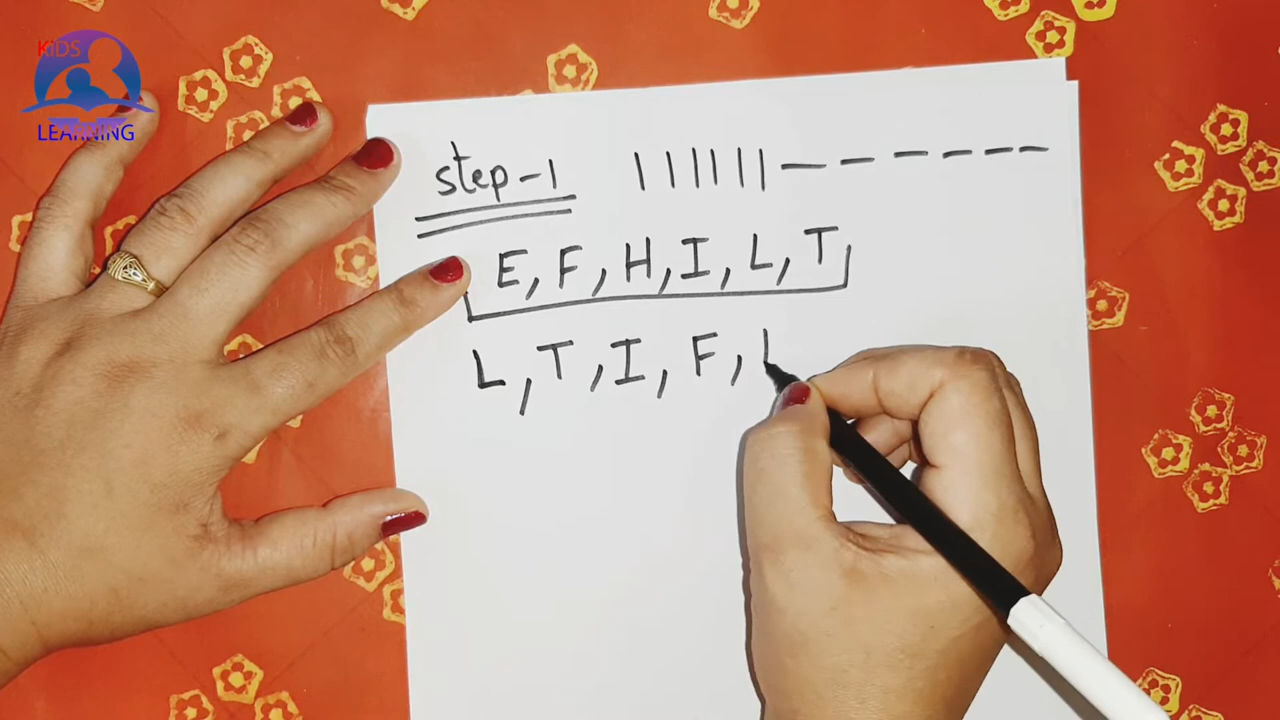 KiDS
LEARNING
step-1 ||||||------
E, F, H, I, L, T
L, T, I, F,